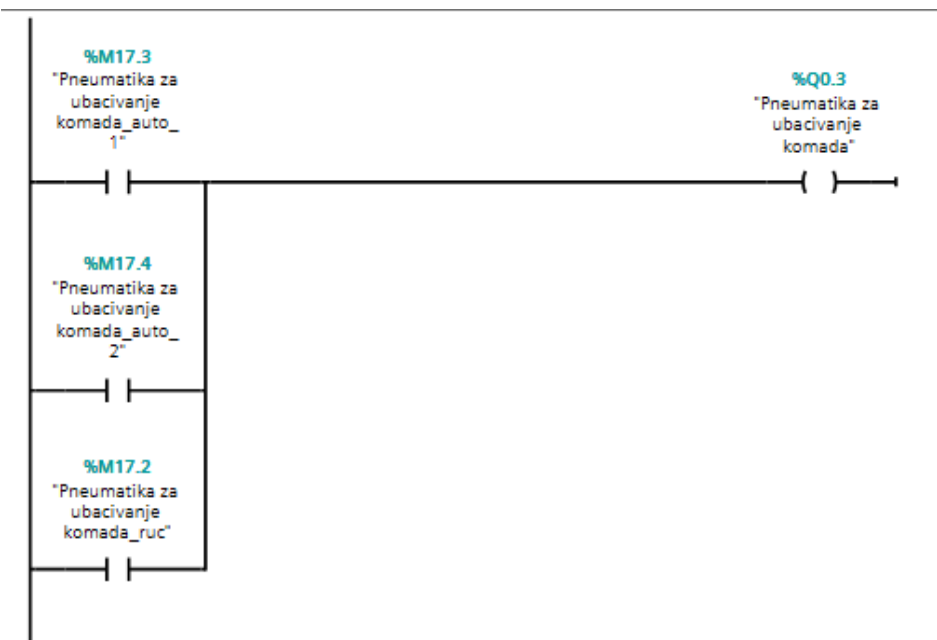 %M17.3
"Pneumatika za
ubacivanje
komada_auto_
1"
%Q0.3
"Pneumatika za
ubacivanje
komada"
%M17.4
"Pneumatika za
ubacivanje
komada_auto_
2"
%M17.2
"Pneumatika za
ubacivanje
komada_ruc"